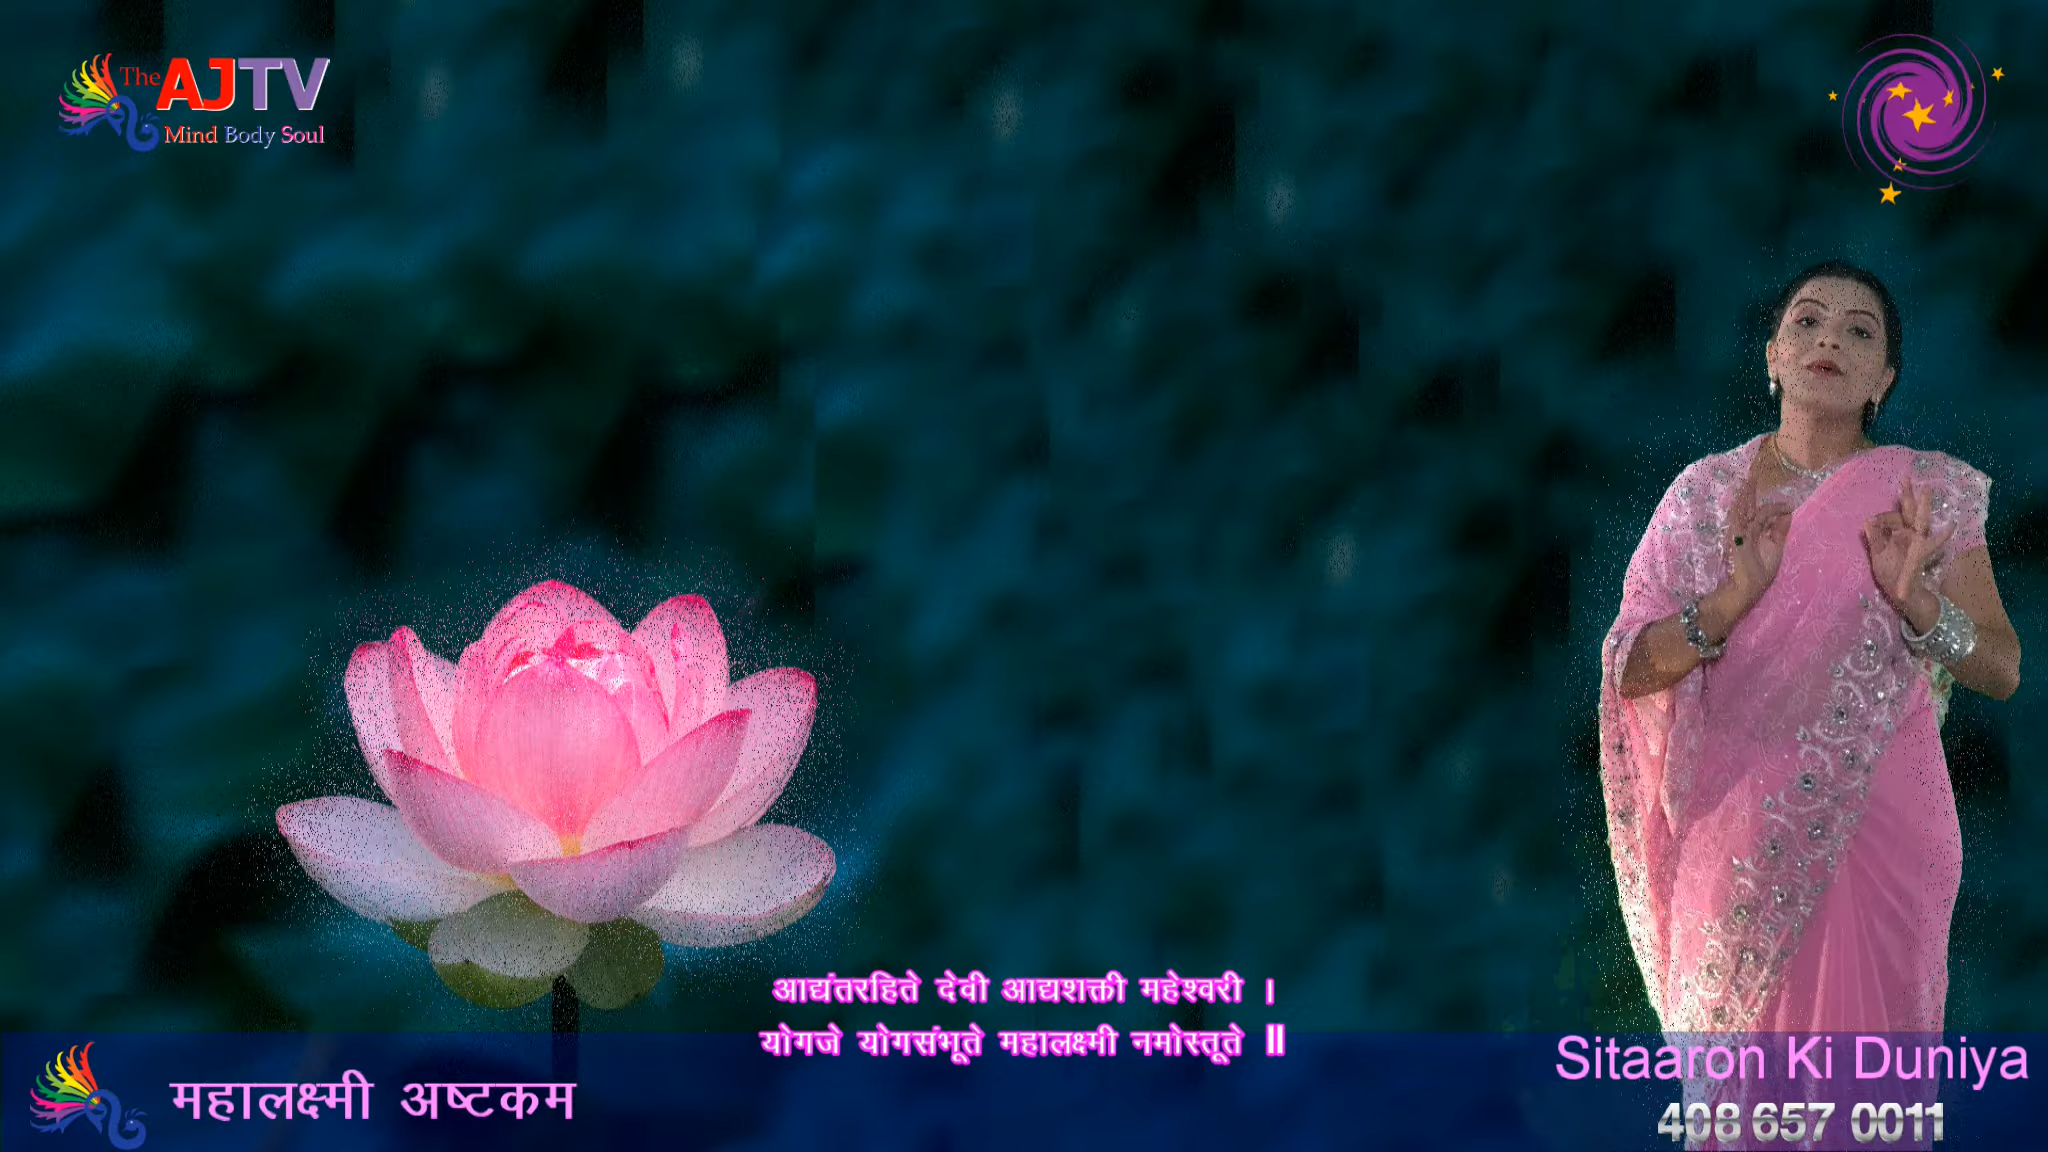 The AJTV
Mind Body Soul
आद्यंतरहिते देवी आद्यशक्ती महेश्वरी ।
योगजे योगसंभूते महालक्ष्मी नमोस्तूते ॥
महालक्ष्मी अष्टकम
Sitaaron Ki Duniya
408 657 0011